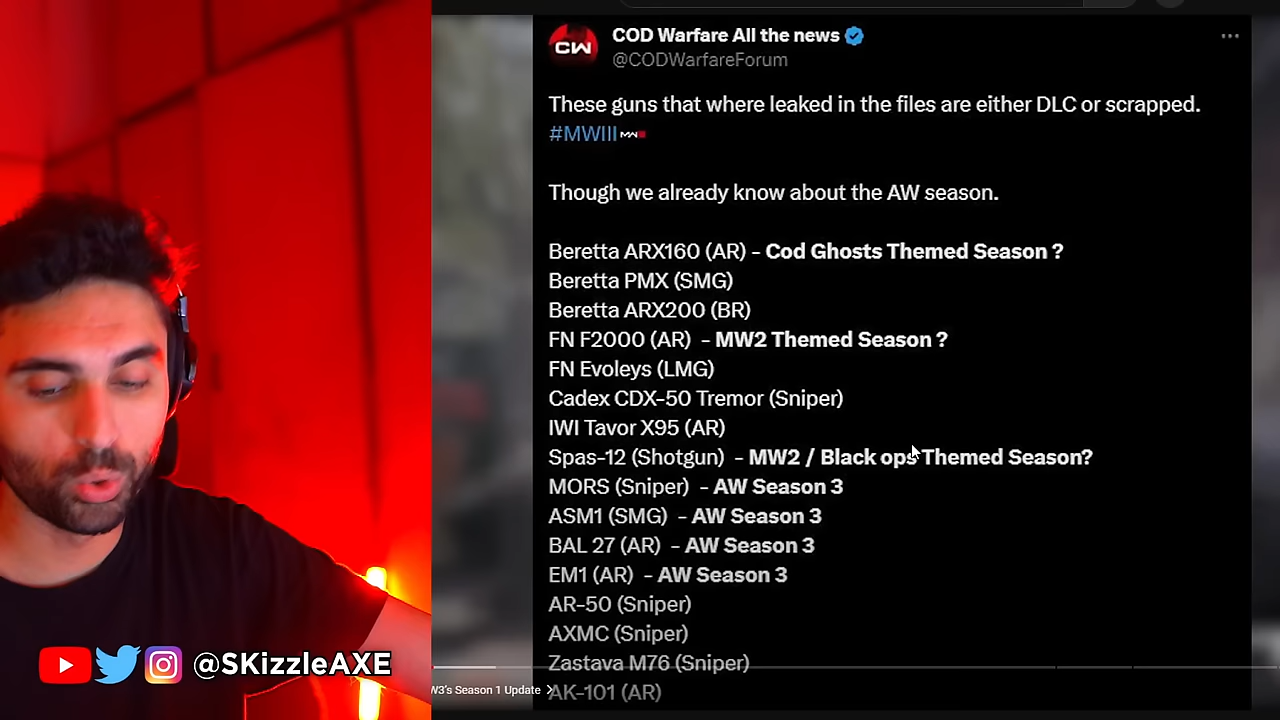 CW
COD Warfare All the news
@CODWarfareForum
These guns that where leaked in the files are either DLC or scrapped.
#MWIII
Though we already know about the AW season.
Beretta ARX160 (AR) - Cod Ghosts Themed Season ?
Beretta PMX (SMG)
Beretta ARX200 (BR)
FN F2000 (AR) - MW2 Themed Season ?
FN Evoleys (LMG)
Cadex CDX-50 Tremor (Sniper)
IWI Tavor X95 (AR)
Spas-12 (Shotgun) - MW2 / Black ops Themed Season?
MORS (Sniper) - AW Season 3
ASM1 (SMG) - AW Season 3
BAL 27 (AR) - AW Season 3
EM1 (AR) - AW Season 3
AR-50 (Sniper)
AXMC (Sniper)
Zastava M76 (Sniper)
AK-101 (AR)
@SKizzleAXE
W3's Season 1 Update